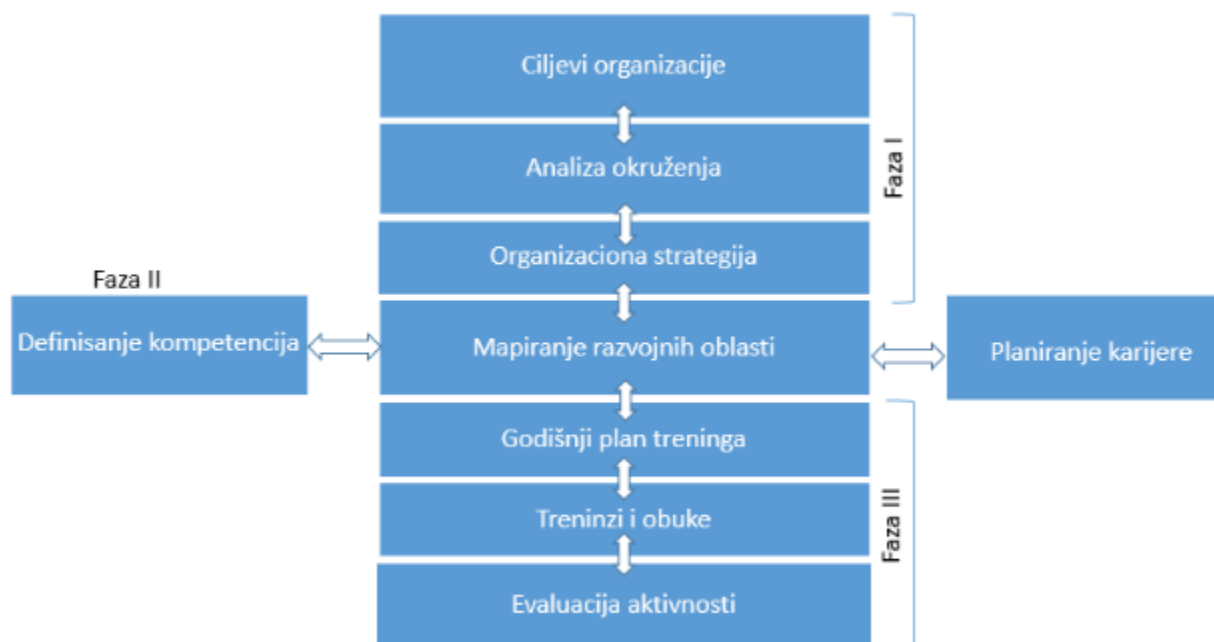 Ciljevi organizacije
Analiza okruženja
Faza I
Organizaciona strategija
Faza II
Definisanje kompetencija
Mapiranje razvojnih oblasti
Planiranje karijere
Godišnji plan treninga
Treninzi i obuke
Faza III
Evaluacija aktivnosti